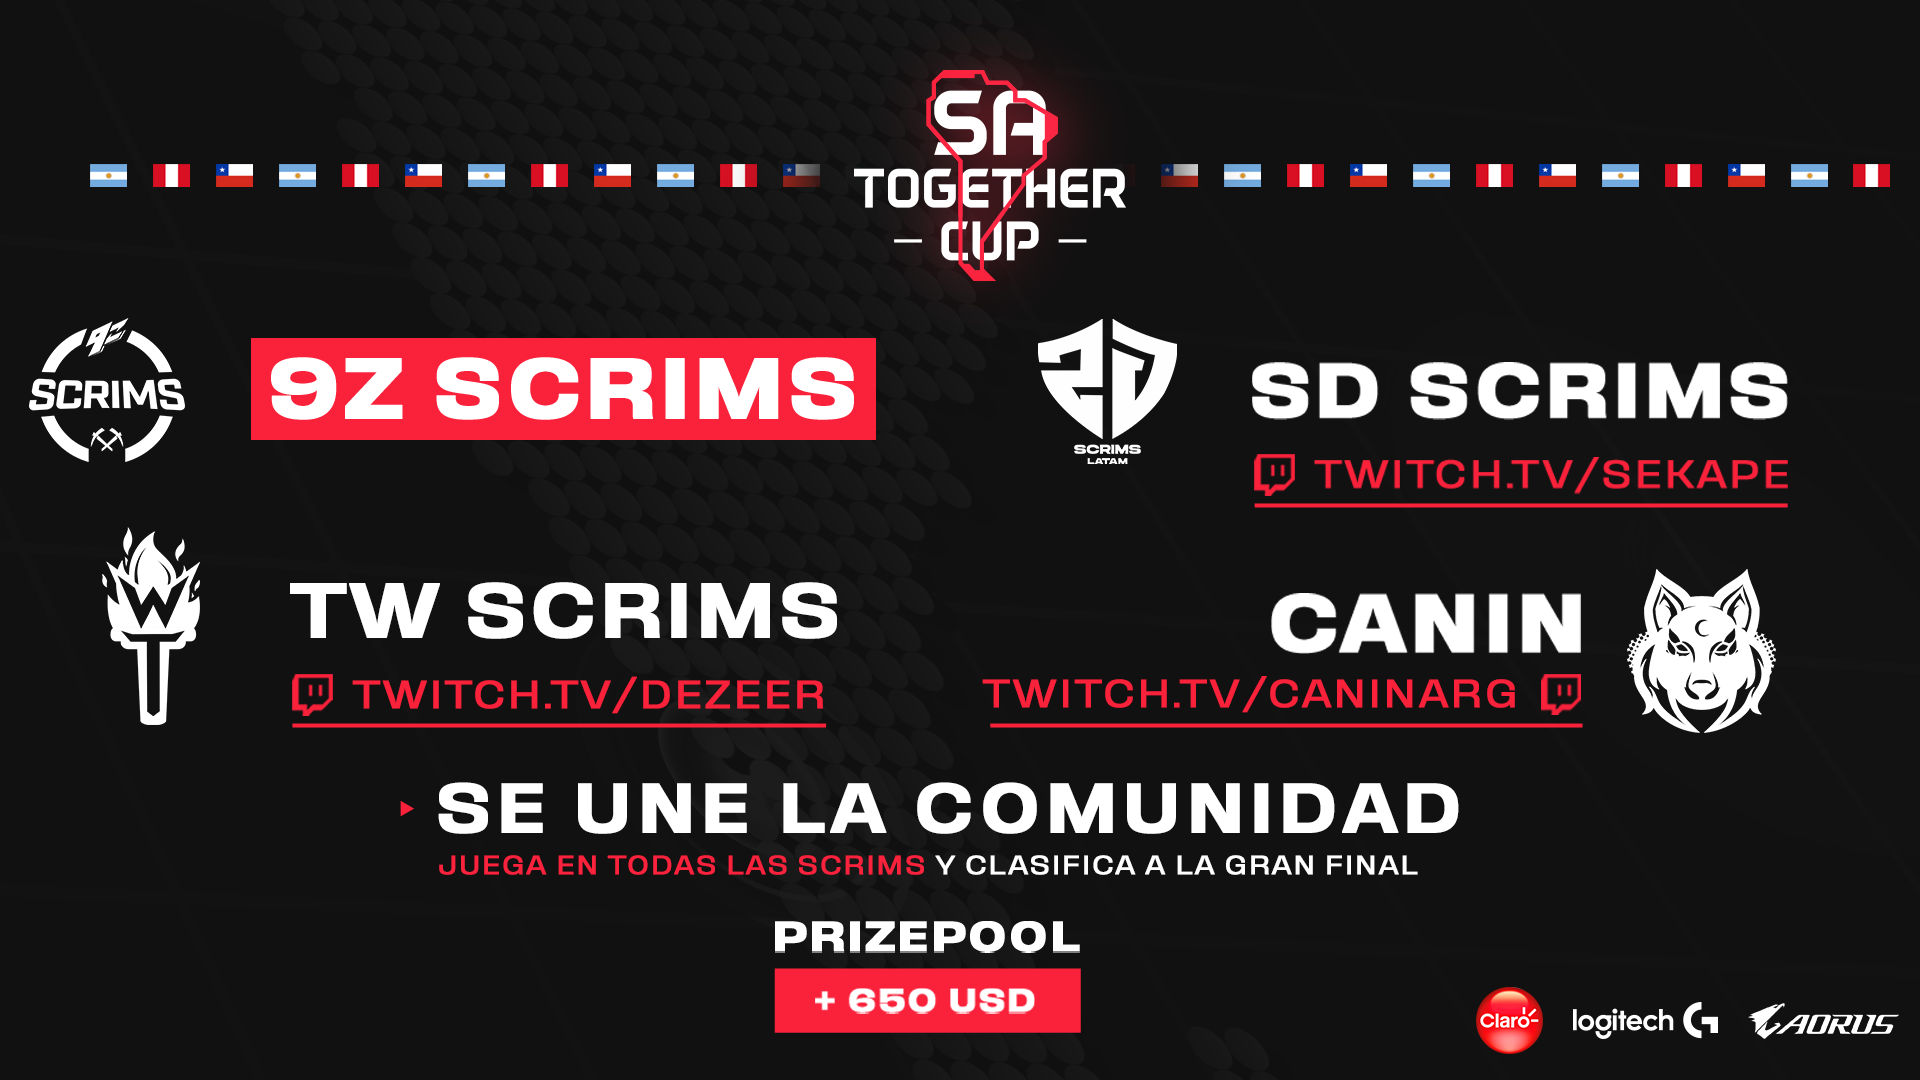 SA
TOGETHER
CUP
SCRIMS
9Z SCRIMS
SCRIMS
LATAM
SD SCRIMS
TWITCH.TV/SEKAPE
TW SCRIMS
TWITCH.TV/DEZEER
CANIN
TWITCH.TV/CANINARG
SE UNE LA COMUNIDAD
JUEGA EN TODAS LAS SCRIMS Y CLASIFICA A LA GRAN FINAL
PRIZEPOOL
+ 650 USD
Claro
logitech G
AORUS